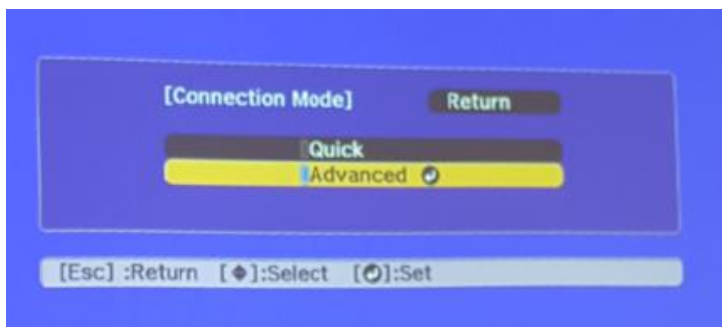 [Connection Mode] Return
Quick
Advanced
[Esc] :Return [◆]:Select [⏎]:Set